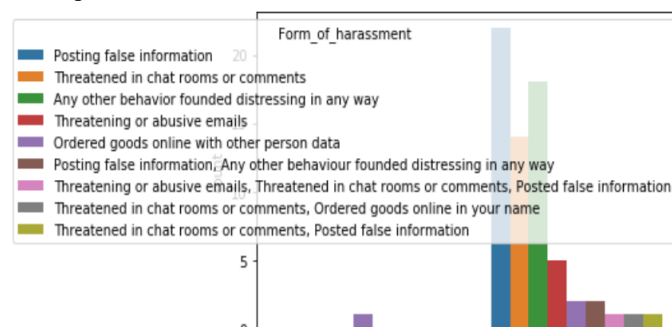 Form_of_harassment
Posting false information
20
Threatened in chat rooms or comments
Any other behavior founded distressing in any way
Threatening or abusive emails
Ordered goods online with other person data
Posting false information, Any other behaviour founded distressing in any way
Threatening or abusive emails, Threatened in chat rooms or comments, Posted false information
Threatened in chat rooms or comments, Ordered goods online in your name
Threatened in chat rooms or comments, Posted false information
5